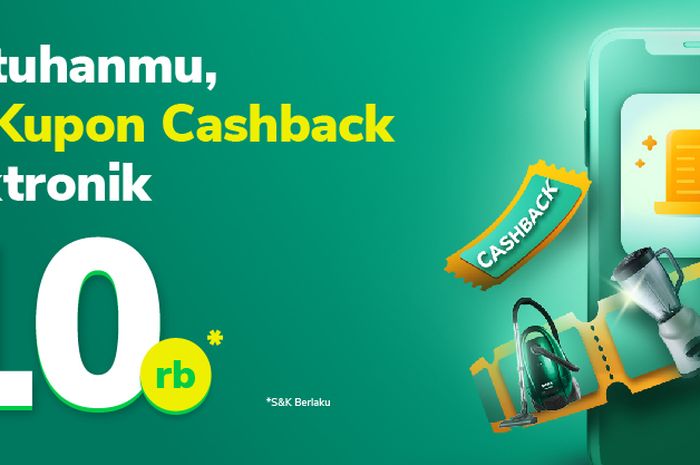 tuhanmu,
Kupon Cashback
ktronik
10
rb*
*S&K Berlaku
CASHBACK